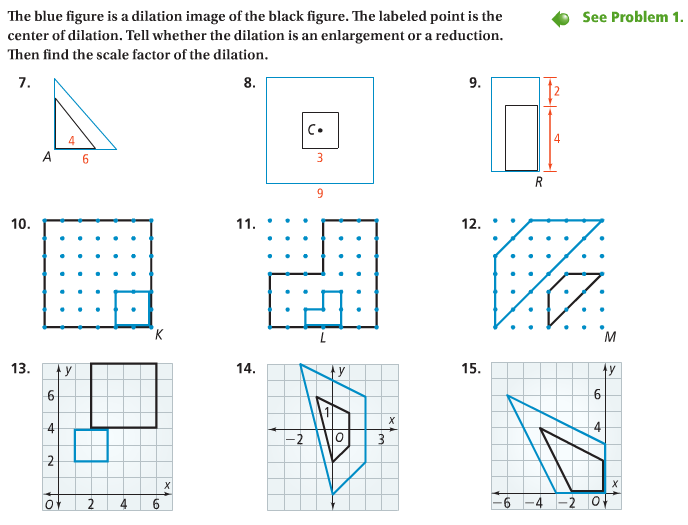 The blue figure is a dilation image of the black figure. The labeled point is the
See Problem 1.
center of dilation. Tell whether the dilation is an enlargement or a reduction.
Then find the scale factor of the dilation.
7.
4
A
6
8.
C
3
9
9.
2
4
R
10.
K
11.
L
12.
M
13.
y
6
4
2
x
O
2
4
6
14.
y
1
x
-2
O
3
15.
y
6
4
x
-6
-4
-2
O